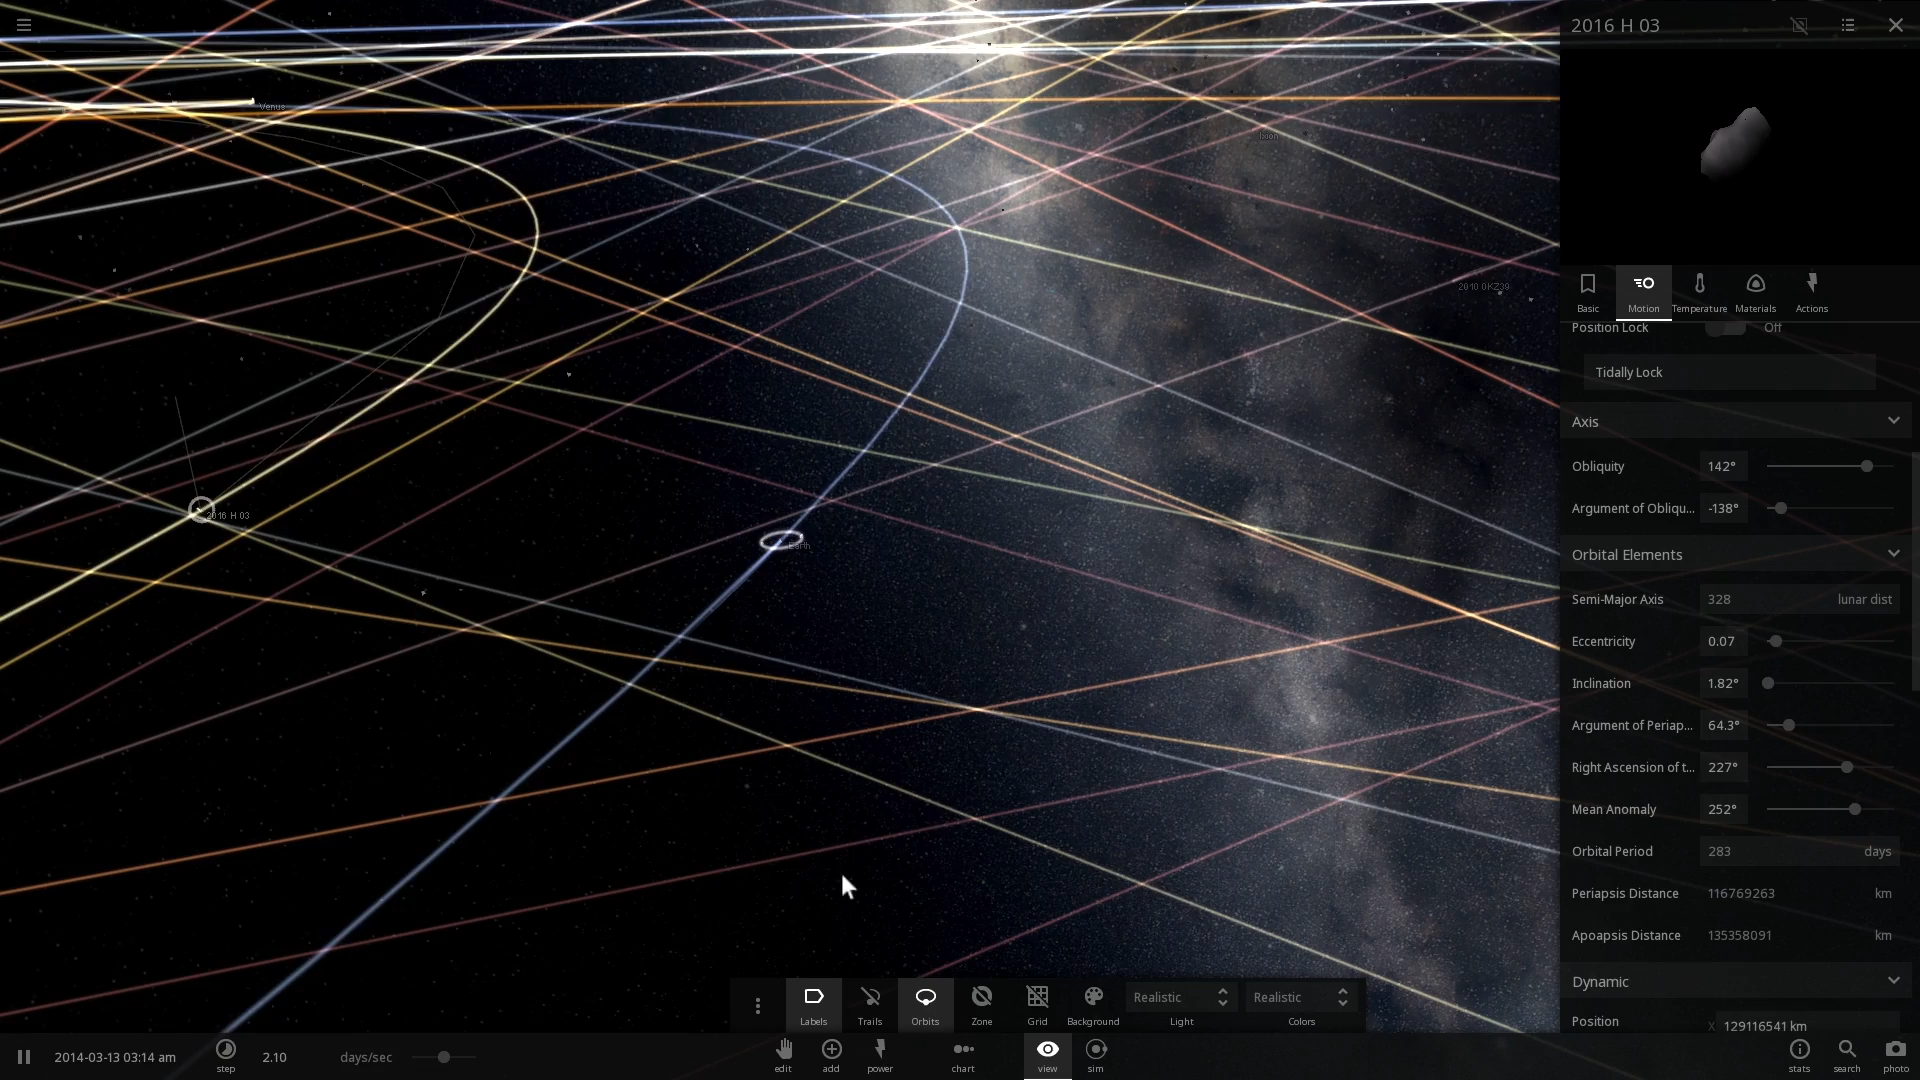 2016 H 03
Venus
Ixion
2010 OKZ39
2016 H 03
Earth
Basic
Motion
Temperature
Materials
Actions
Position Lock Off
Tidally Lock
Axis
Obliquity 142°
Argument of Obliqu... -138°
Orbital Elements
Semi-Major Axis 328 lunar dist
Eccentricity 0.07
Inclination 1.82°
Argument of Periap... 64.3°
Right Ascension of t... 227°
Mean Anomaly 252°
Orbital Period 283 days
Periapsis Distance 116769263 km
Apoapsis Distance 135358091 km
Dynamic
Position X 129116541 km
Labels
Trails
Orbits
Zone
Grid
Background
Realistic
Light
Realistic
Colors
2014-03-13 03:14 am
step
2.10 days/sec
edit
add
power
chart
view
sim
stats
search
photo